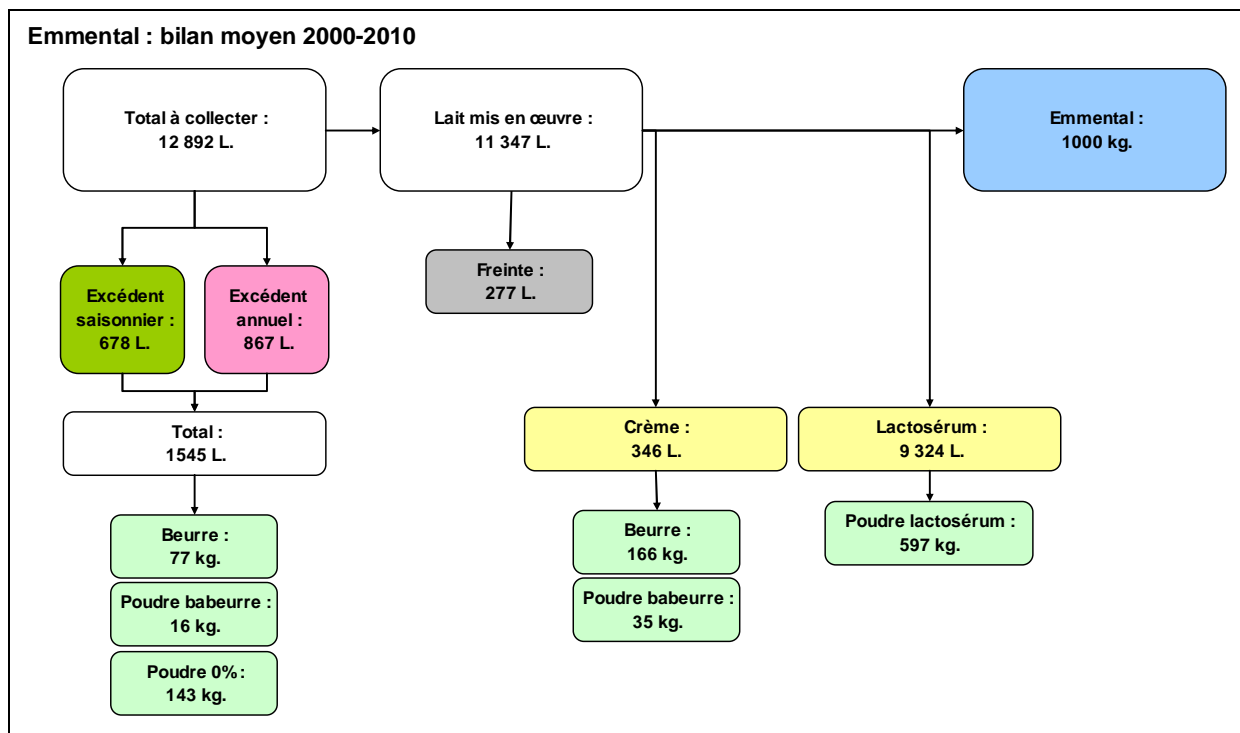 Emmental : bilan moyen 2000-2010
Total à collecter :
12 892 L.
Lait mis en œuvre :
11 347 L.
Emmental :
1000 kg.
Freinte :
277 L.
Excédent
saisonnier :
678 L.
Excédent
annuel :
867 L.
Total :
1545 L.
Crème :
346 L.
Lactosérum :
9 324 L.
Beurre :
77 kg.
Poudre babeurre :
16 kg.
Poudre 0%:
143 kg.
Beurre :
166 kg.
Poudre babeurre :
35 kg.
Poudre lactosérum :
597 kg.